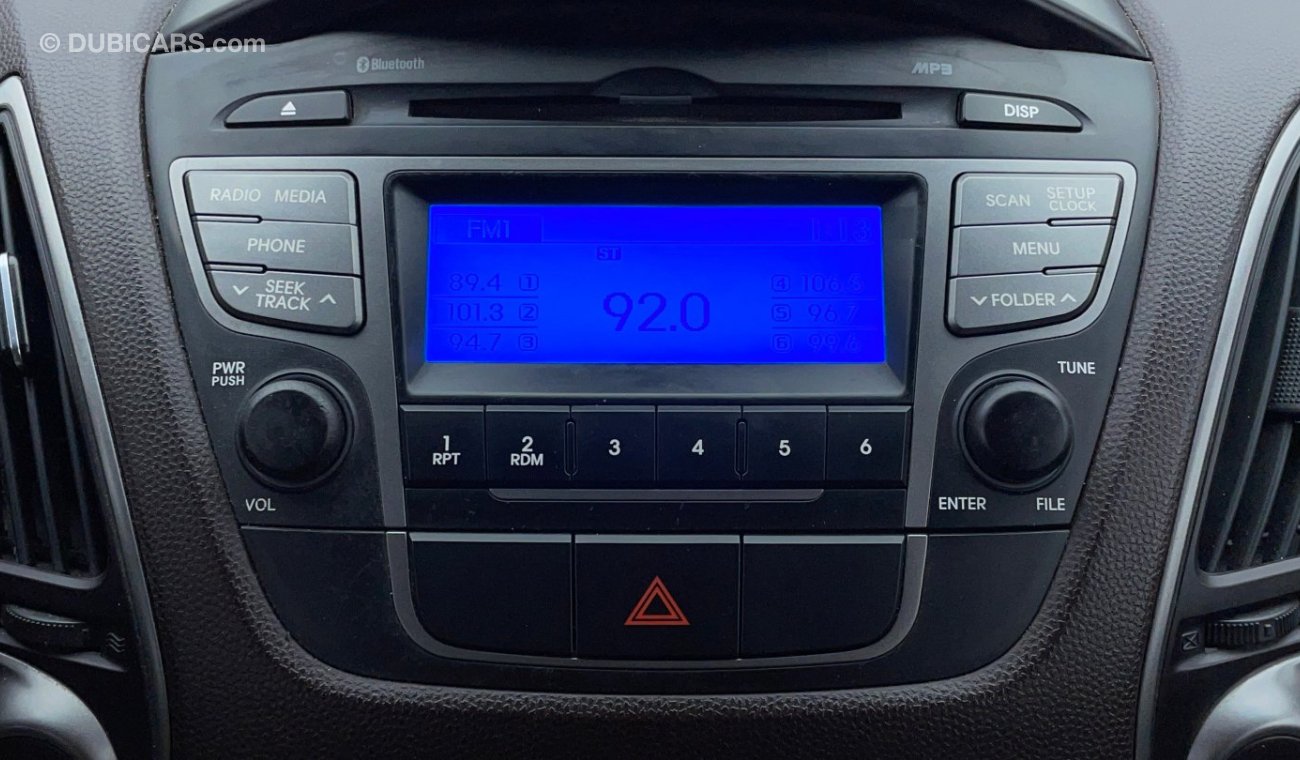 © DUBICARS.com
Bluetooth
MP3
DISP
RADIO MEDIA
PHONE
SEEK
TRACK
SCAN SETUP
CLOCK
MENU
FOLDER
FM1
1:13
ST
89.4 1
101.3 2
94.7 3
92.0
4 106.5
5 96.7
6 99.6
PWR
PUSH
VOL
TUNE
ENTER
FILE
1
RPT
2
RDM
3
4
5
6